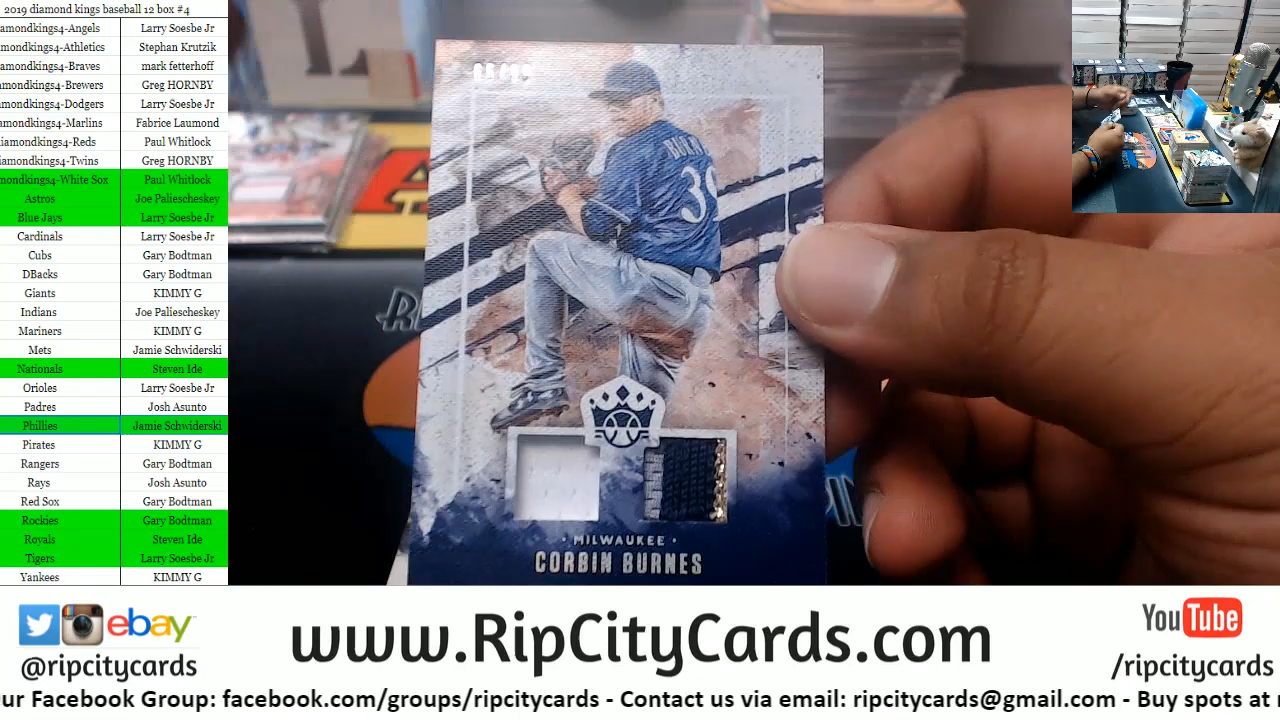 2019 diamond kings baseball 12 box #4
amondkings4-Angels Larry Soesbe Jr
amondkings4-Athletics Stephan Krutzik
amondkings4-Braves mark fetterhoff
amondkings4-Brewers Greg HORNBY
amondkings4-Dodgers Larry Soesbe Jr
amondkings4-Marlins Fabrice Laumond
iamondkings4-Reds Paul Whitlock
iamondkings4-Twins Greg HORNBY
mondkings4-White Sox Paul Whitlock
Astros Joe Paliescheskey
Blue Jays Larry Soesbe Jr
Cardinals Larry Soesbe Jr
Cubs Gary Bodtman
DBacks Gary Bodtman
Giants KIMMY G
Indians Joe Paliescheskey
Mariners KIMMY G
Mets Jamie Schwiderski
Nationals Steven Ide
Orioles Larry Soesbe Jr
Padres Josh Asunto
Phillies Jamie Schwiderski
Pirates KIMMY G
Rangers Gary Bodtman
Rays Josh Asunto
Red Sox Gary Bodtman
Rockies Gary Bodtman
Royals Steven Ide
Tigers Larry Soesbe Jr
Yankees KIMMY G
39
· MILWAUKEE ·
CORBIN BURNES
ebay
@ripcitycards
www.RipCityCards.com
YouTube
/ripcitycards
ur Facebook Group: facebook.com/groups/ripcitycards - Contact us via email: ripcitycards@gmail.com - Buy spots at